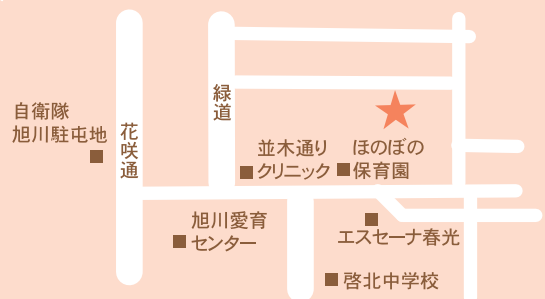 自衛隊
旭川駐屯地
花咲通
緑道
並木通り
クリニック
ほのぼの
保育園
旭川愛育
センター
エスセーナ春光
啓北中学校